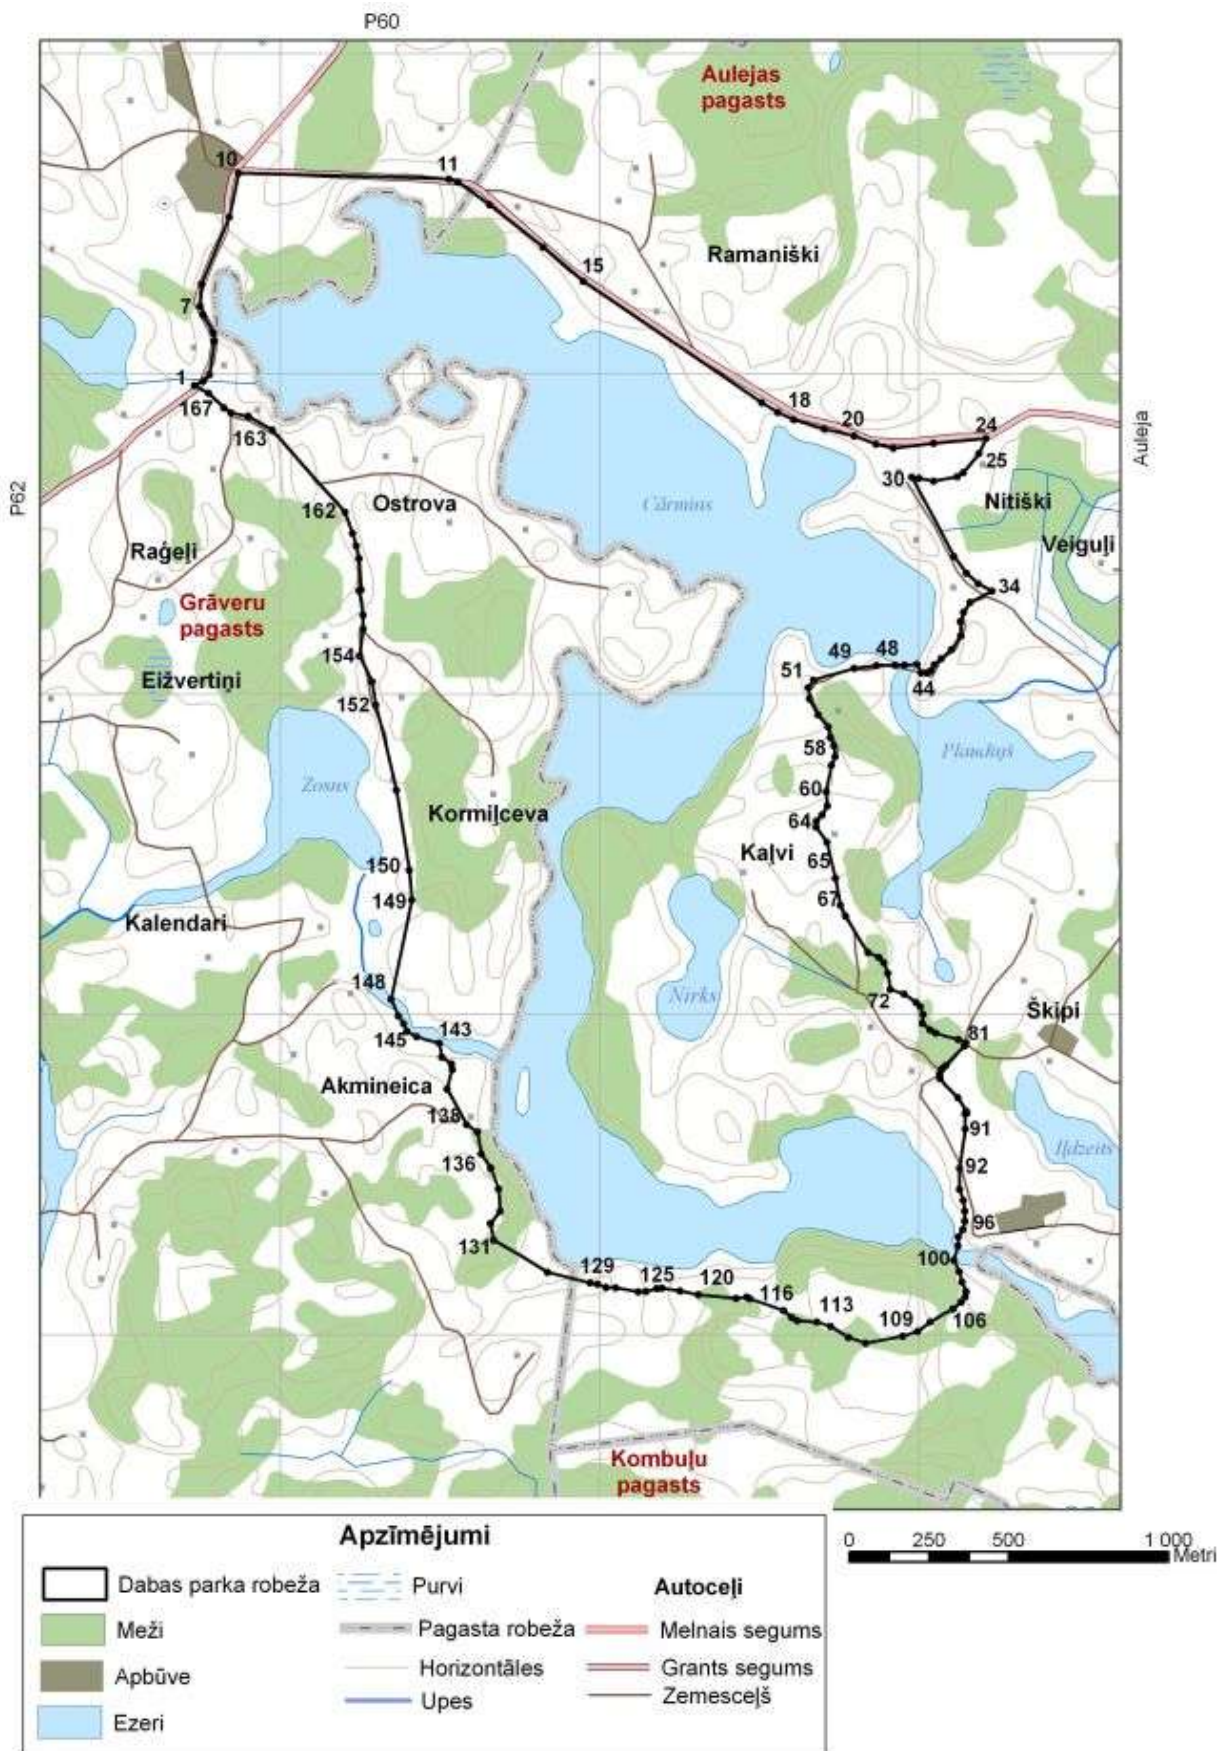 P60
Aulejas
pagasts
10
11
15
Ramaniški
7
1
167
163
18
20
24
25
30
Auleja
P62
162
Ostrova
Cārmins
Nitiški
Veiguļi
Raģeļi
34
Grāveru
pagasts
154
Eižvertiņi
152
51
49
48
44
58
Plaudiņš
Zosus
60
Kormiļceva
64
Kaļvi
65
150
149
67
Kalendari
148
Nirks
72
Šķipi
145
143
81
Akmineica
138
91
Iļdzeits
136
92
96
131
100
129
125
120
116
113
109
106
Kombuļu
pagasts
Apzīmējumi
Dabas parka robeža
Meži
Apbūve
Ezeri
Purvi
Pagasta robeža
Horizontāles
Upes
Autoceļi
Melnais segums
Grants segums
Zemesceļš
0 250 500 1 000
Metri